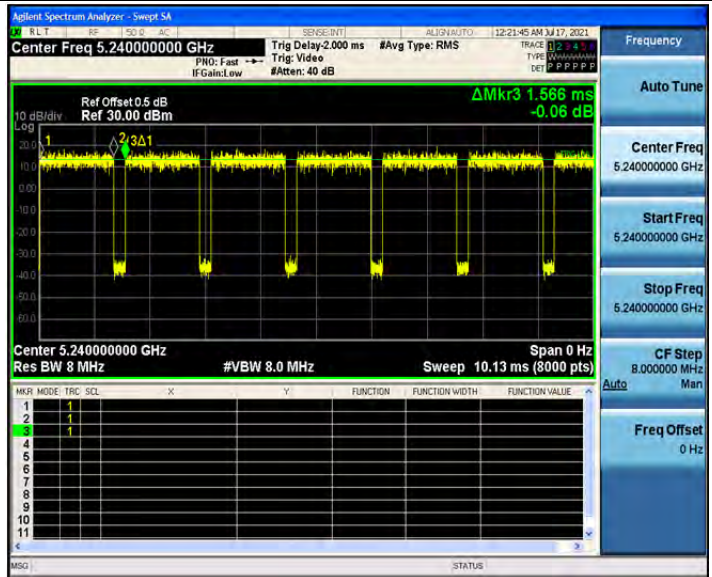 Agilent Spectrum Analyzer - Swept SA
RLT RF 50 Ω AC SENSE:INT ALIGNAUTO 12:21:45 AM Jul 17, 2021
Center Freq 5.240000000 GHz
Trig Delay-2.000 ms #Avg Type: RMS
TRACE 1 2 3 4 5 6
PNO: Fast Trig: Video
TYPE
IFGain:Low #Atten: 40 dB
DET P P P P P P
Frequency
Auto Tune
ΔMkr3 1.566 ms
-0.06 dB
Ref Offset 0.5 dB
10 dB/div Ref 30.00 dBm
Log
1
2
3Δ1
20.0
10.0
0.00
-10.0
-20.0
-30.0
-40.0
-50.0
-60.0
Center Freq
5.240000000 GHz
Start Freq
5.240000000 GHz
Stop Freq
5.240000000 GHz
Center 5.240000000 GHz Span 0 Hz
Res BW 8 MHz #VBW 8.0 MHz Sweep 10.13 ms (8000 pts)
CF Step
8.000000 MHz
Auto Man
Freq Offset
0 Hz
MKR MODE TRC SCL X Y FUNCTION FUNCTION WIDTH FUNCTION VALUE
1 1
2 1
3 1
4
5
6
7
8
9
10
11
MSG STATUS